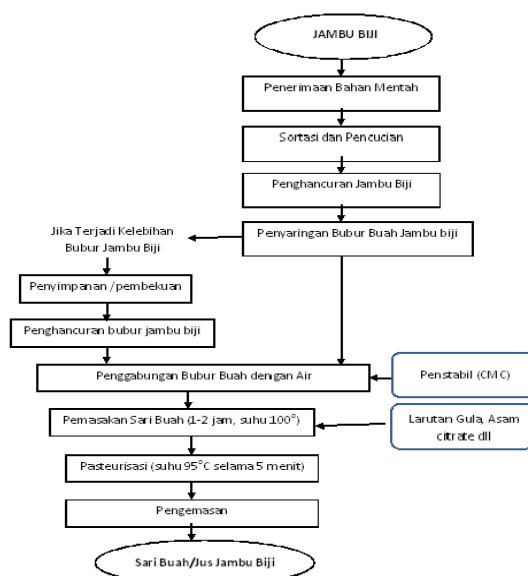 JAMBU BIJI
Penerimaan Bahan Mentah
Sortasi dan Pencucian
Penghancuran Jambu Biji
Penyaringan Bubur Buah Jambu biji
Jika Terjadi Kelebihan
Bubur Jambu Biji
Penyimpanan /pembekuan
Penghancuran bubur jambu biji
Penggabungan Bubur Buah dengan Air
Penstabil (CMC)
Pemasakan Sari Buah (1-2 jam, suhu 100°)
Larutan Gula, Asam
citrate dll
Pasteurisasi (suhu 95°C selama 5 menit)
Pengemasan
Sari Buah/Jus Jambu Biji